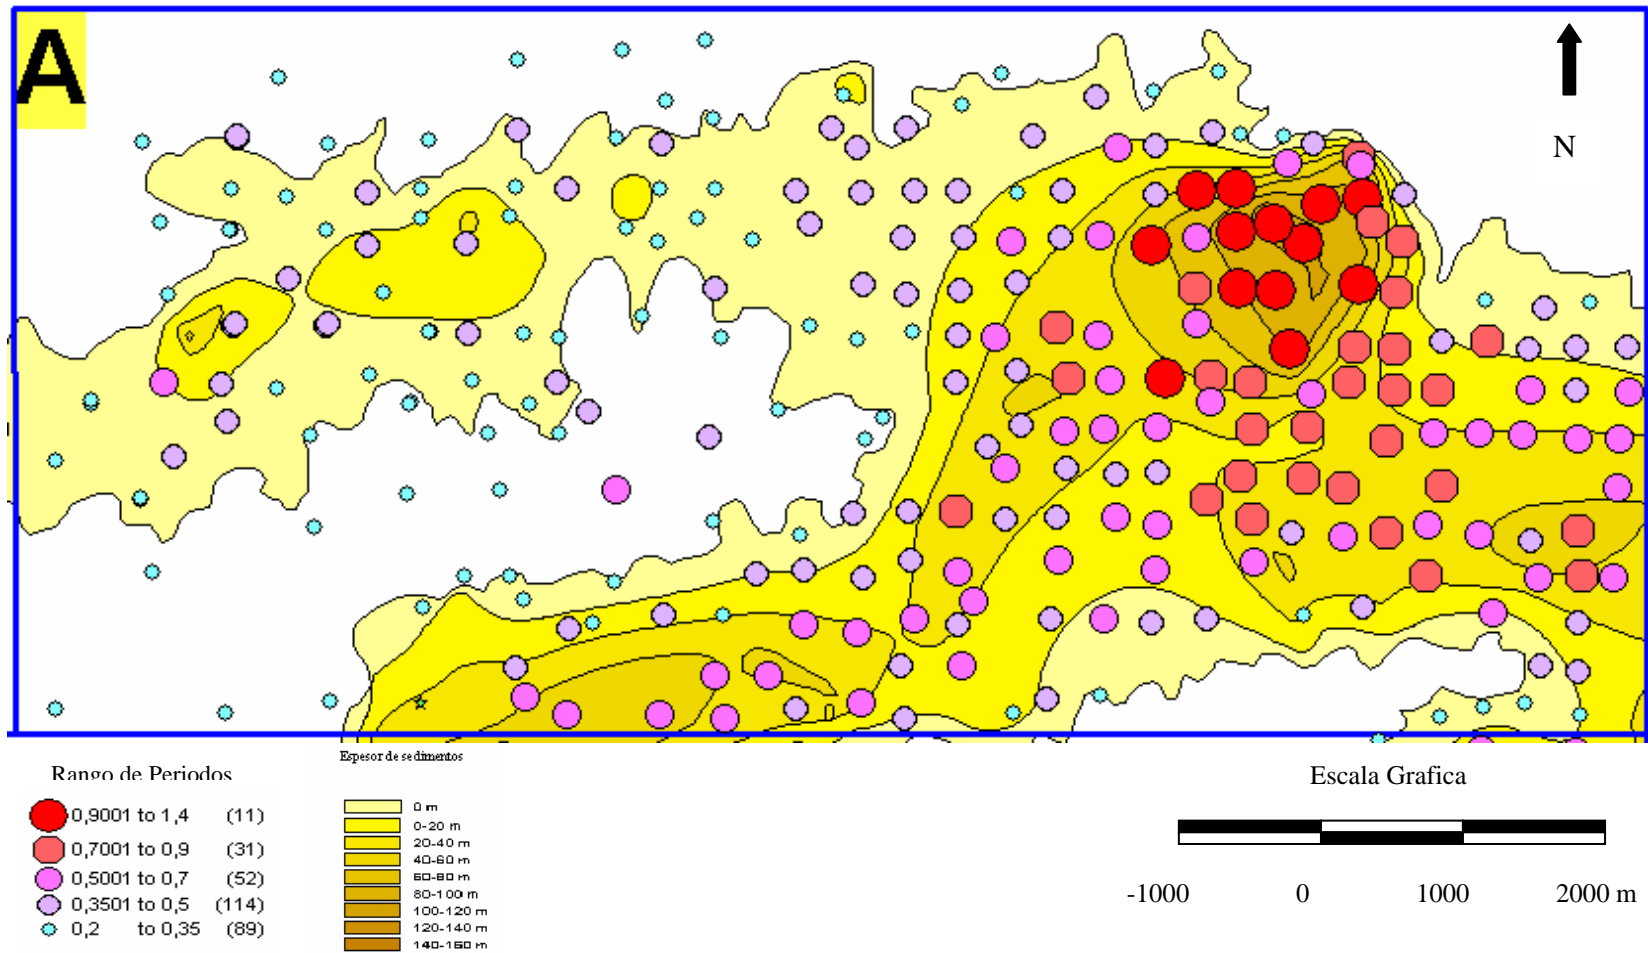 A
N
Rango de Periodos
0,9001 to 1,4 (11)
0,7001 to 0,9 (31)
0,5001 to 0,7 (52)
0,3501 to 0,5 (114)
0,2 to 0,35 (89)
Espesor de sedimentos
0 m
0-20 m
20-40 m
40-60 m
60-80 m
80-100 m
100-120 m
120-140 m
140-160 m
Escala Grafica
-1000 0 1000 2000 m